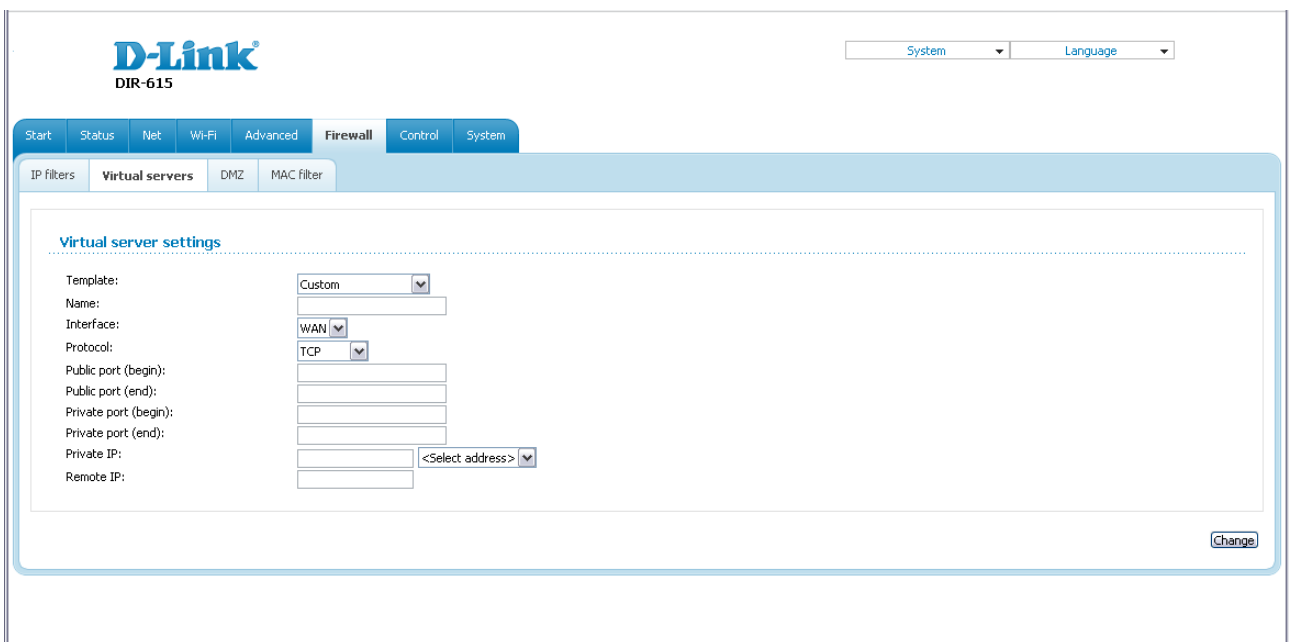 D-Link®
DIR-615
System Language
Start Status Net Wi-Fi Advanced Firewall Control System
IP filters Virtual servers DMZ MAC filter
Virtual server settings
Template: Custom
Name:
Interface: WAN
Protocol: TCP
Public port (begin):
Public port (end):
Private port (begin):
Private port (end):
Private IP: <Select address>
Remote IP:
Change